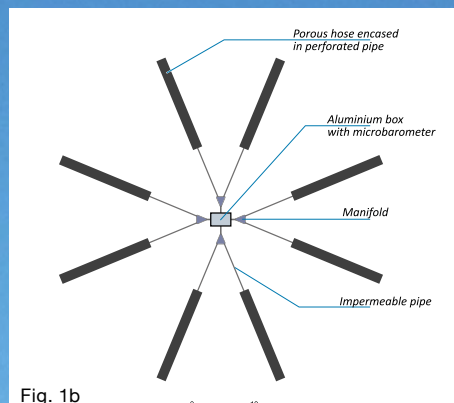 Porous hose encased
in perforated pipe
Aluminium box
with microbarometer
Manifold
Impermeable pipe
Fig. 1b